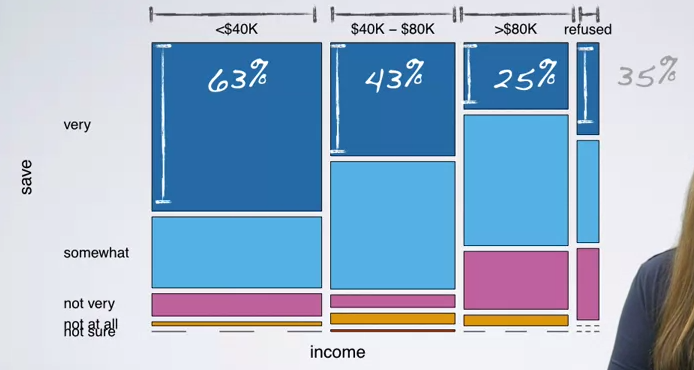 <$40K $40K – $80K >$80K refused
63% 43% 25% 35%
very
save
somewhat
not very
not at all
not sure
income